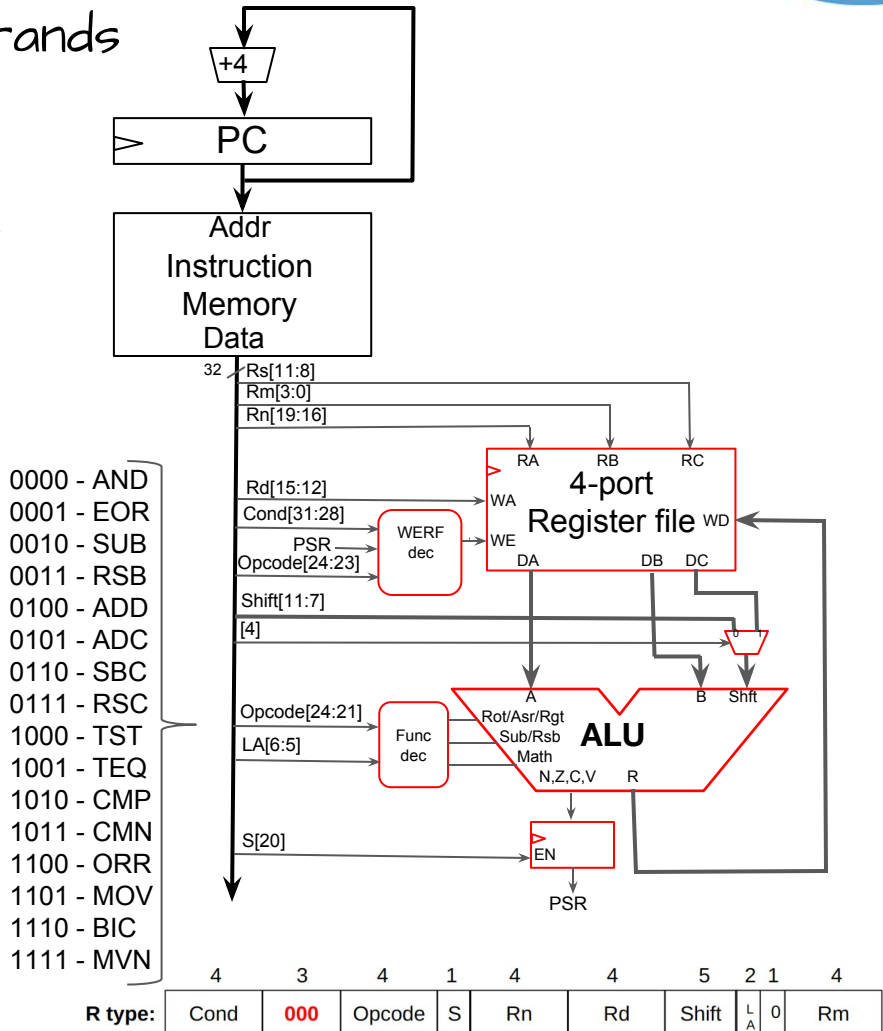 rands
+4
PC
Addr
Instruction
Memory
Data
32
Rs[11:8]
Rm[3:0]
Rn[19:16]
RA RB RC
4-port
Register file
WA
WD
WE
DA DB DC
Rd[15:12]
Cond[31:28]
PSR
Opcode[24:23]
WERF
dec
Shift[11:7]
[4]
0 1
A B Shft
Opcode[24:21]
LA[6:5]
Func
dec
Rot/Asr/Rgt
Sub/Rsb
Math
ALU
N,Z,C,V R
S[20]
EN
PSR
0000 - AND
0001 - EOR
0010 - SUB
0011 - RSB
0100 - ADD
0101 - ADC
0110 - SBC
0111 - RSC
1000 - TST
1001 - TEQ
1010 - CMP
1011 - CMN
1100 - ORR
1101 - MOV
1110 - BIC
1111 - MVN
4 3 4 1 4 4 5 2 1 4
R type: Cond 000 Opcode S Rn Rd Shift LA 0 Rm